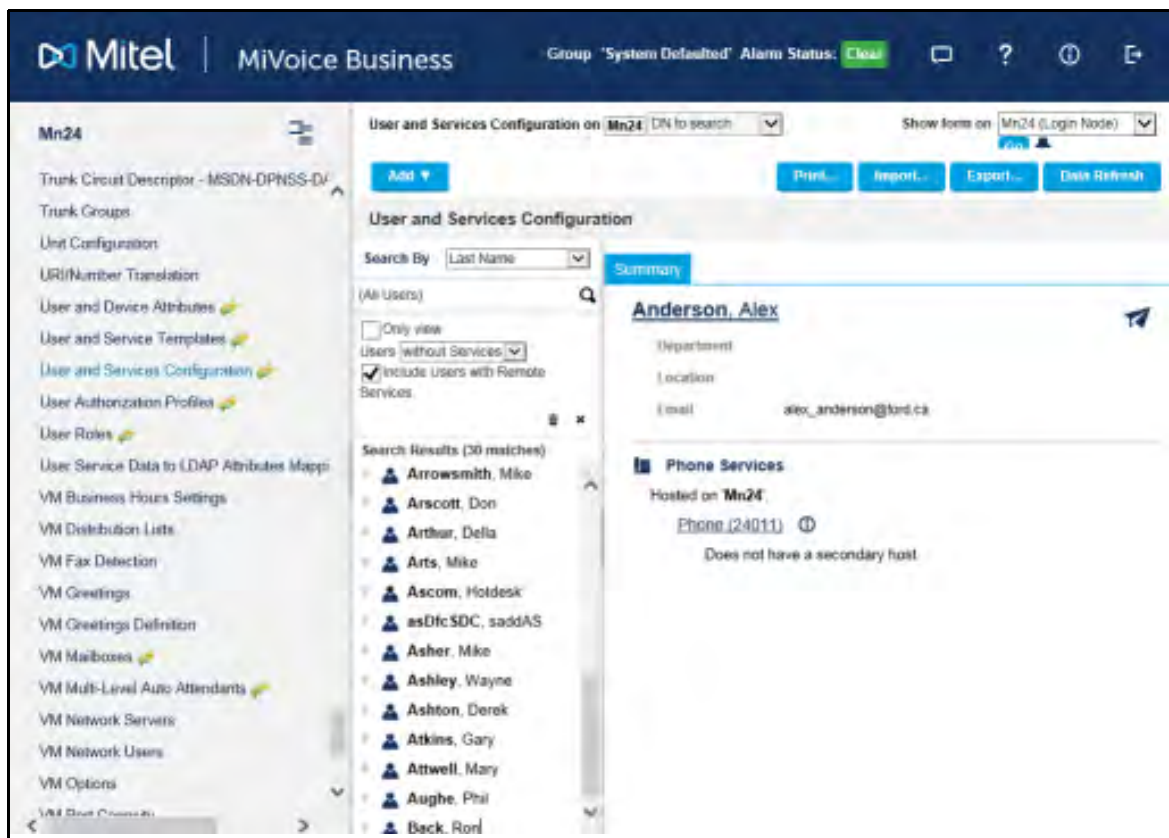 Mitel | MiVoice Business
Group 'System Defaulted' Alarm Status: Clear
?
Mn24
Trunk Circuit Descriptor - MSDN-DPNSS-DA
Trunk Groups
Unit Configuration
URI/Number Translation
User and Device Attributes
User and Service Templates
User and Services Configuration
User Authorization Profiles
User Roles
User Service Data to LDAP Attributes Mappi
VM Business Hours Settings
VM Distribution Lists
VM Fax Detection
VM Greetings
VM Greetings Definition
VM Mailboxes
VM Multi-Level Auto Attendants
VM Network Servers
VM Network Users
VM Options
VM Port
User and Services Configuration on Mn24 DN to search
Show form on Mn24 (Login Node)
Go
Add
Print... Import... Export... Data Refresh
User and Services Configuration
Search By Last Name
(All Users)
Only view
Users without Services
Include Users with Remote
Services
Search Results (30 matches)
Arrowsmith, Mike
Arscott, Don
Arthur, Della
Arts, Mike
Ascom, Hotdesk
asDfcSDC, saddAS
Asher, Mike
Ashley, Wayne
Ashton, Derek
Atkins, Gary
Attwell, Mary
Aughe, Phil
Back, Ron
Summary
Anderson, Alex
Department
Location
Email alex_anderson@ford.ca
Phone Services
Hosted on 'Mn24'.
Phone (24011)
Does not have a secondary host